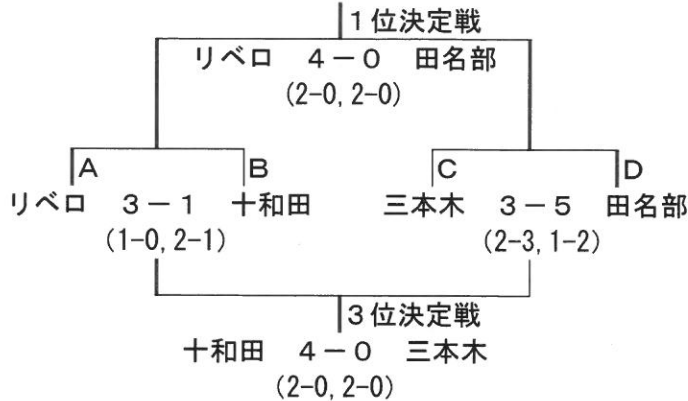 1位決定戦
リベロ 4－0 田名部
(2-0, 2-0)
A B C D
リベロ 3－1 十和田 三本木 3－5 田名部
(1-0, 2-1) (2-3, 1-2)
3位決定戦
十和田 4－0 三本木
(2-0, 2-0)